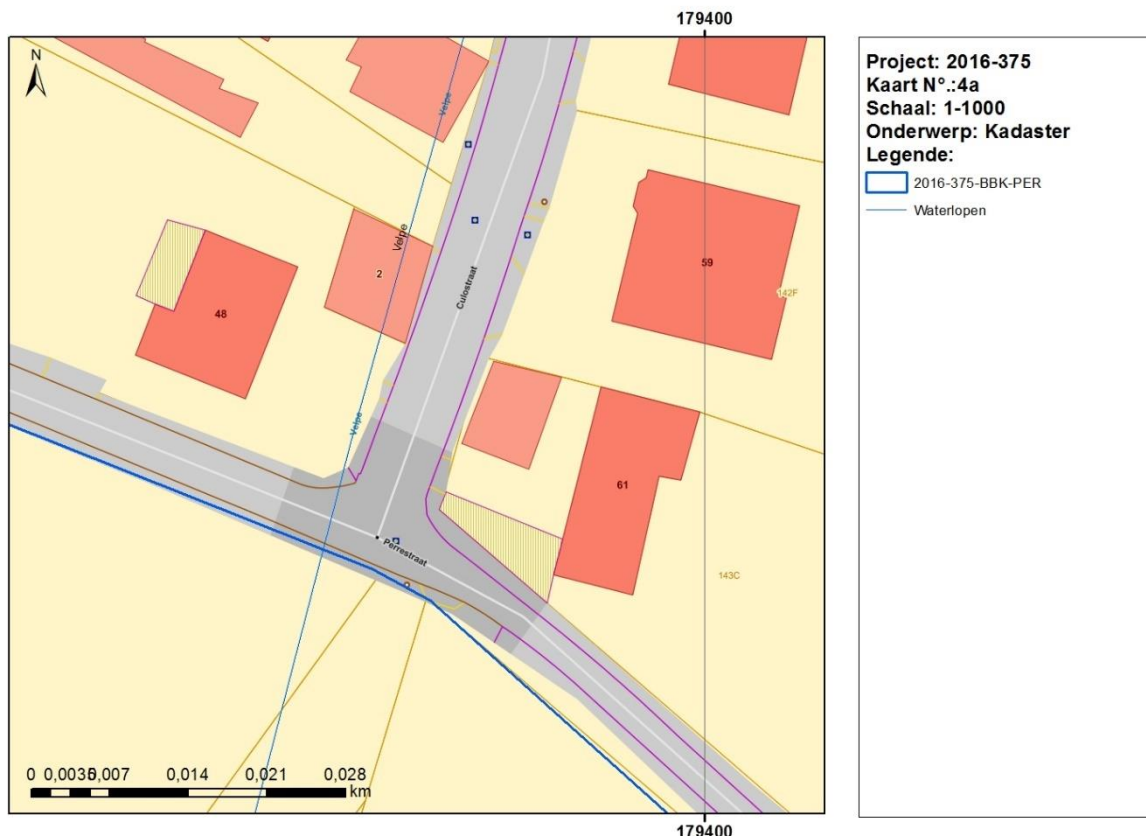 179400
N
Velpe
Velpe
2
48
59
142F
Culostraat
Velpe
61
Perrestraat
143C
0 0,0035 0,007 0,014 0,021 0,028
km
179400
Project: 2016-375
Kaart N°.:4a
Schaal: 1-1000
Onderwerp: Kadaster
Legende:
2016-375-BBK-PER
Waterlopen